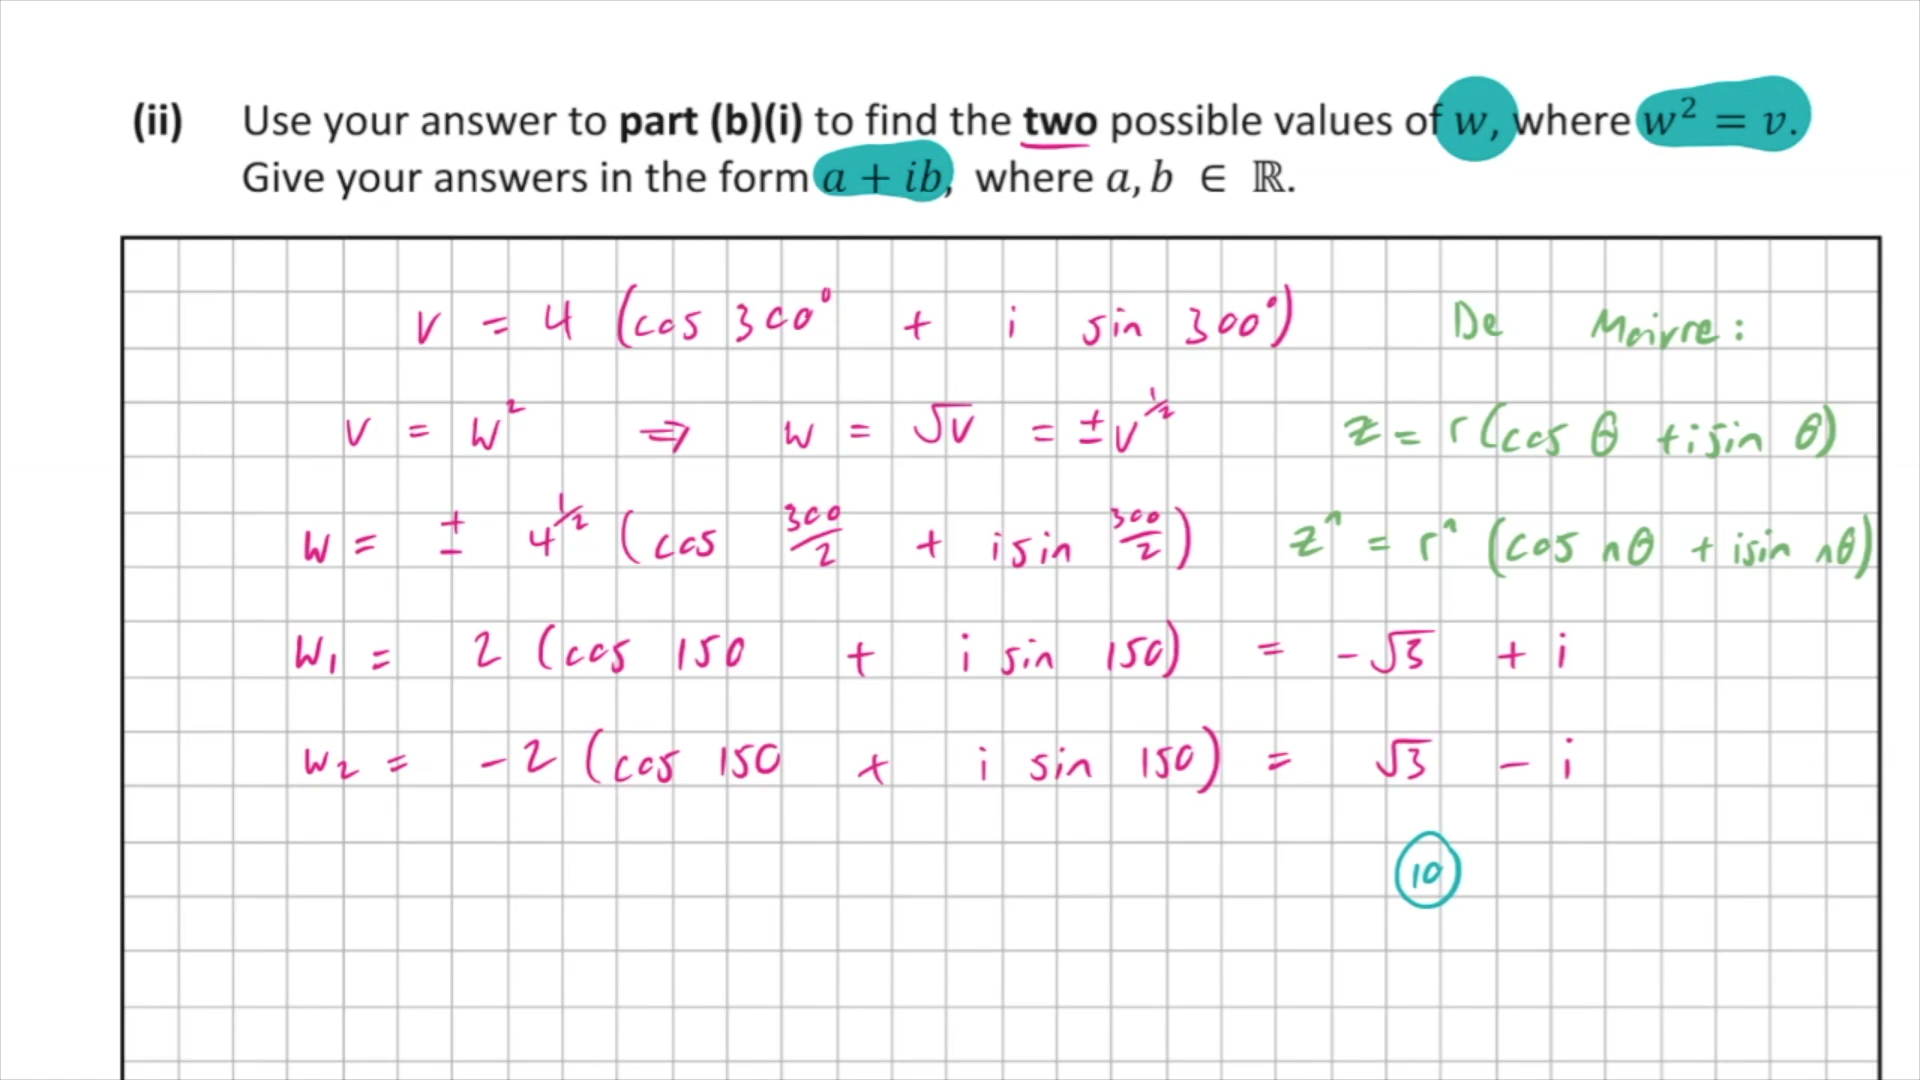 (ii) Use your answer to part (b)(i) to find the two possible values of w, where w² = v.
Give your answers in the form a + ib, where a, b ∈ ℝ.
v = 4 (cos 300° + i sin 300°) De Moivre:
v = w² ⇒ w = √v = ± v^½ z = r(cos θ + i sin θ)
w = ± 4^½ (cos 300/2 + i sin 300/2) zⁿ = rⁿ (cos nθ + i sin nθ)
w₁ = 2 (cos 150 + i sin 150) = -√3 + i
w₂ = -2 (cos 150 + i sin 150) = √3 - i
10